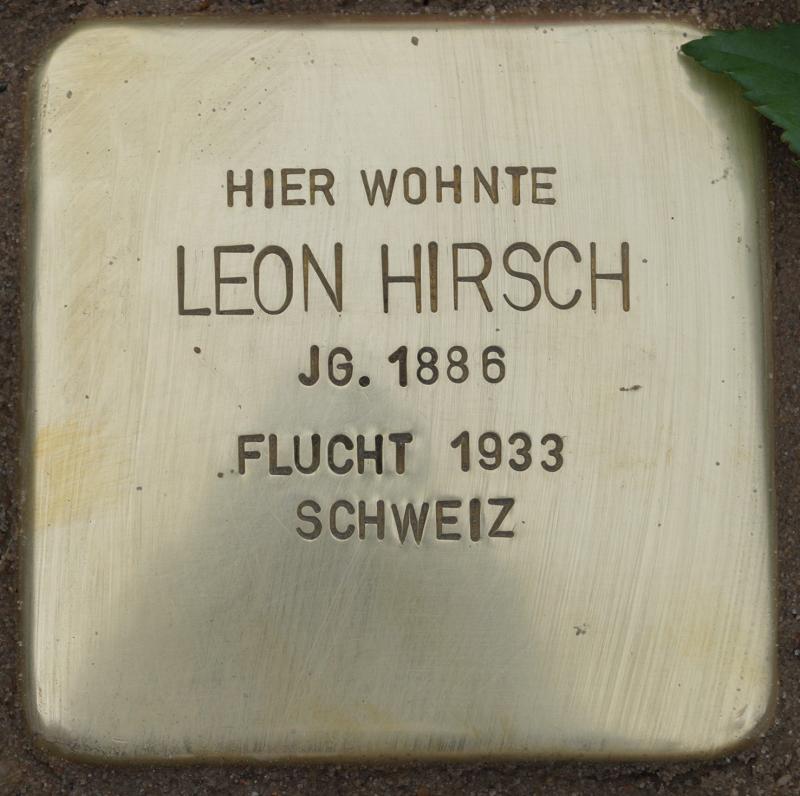 HIER WOHNTE
LEON HIRSCH
JG. 1886
FLUCHT 1933
SCHWEIZ